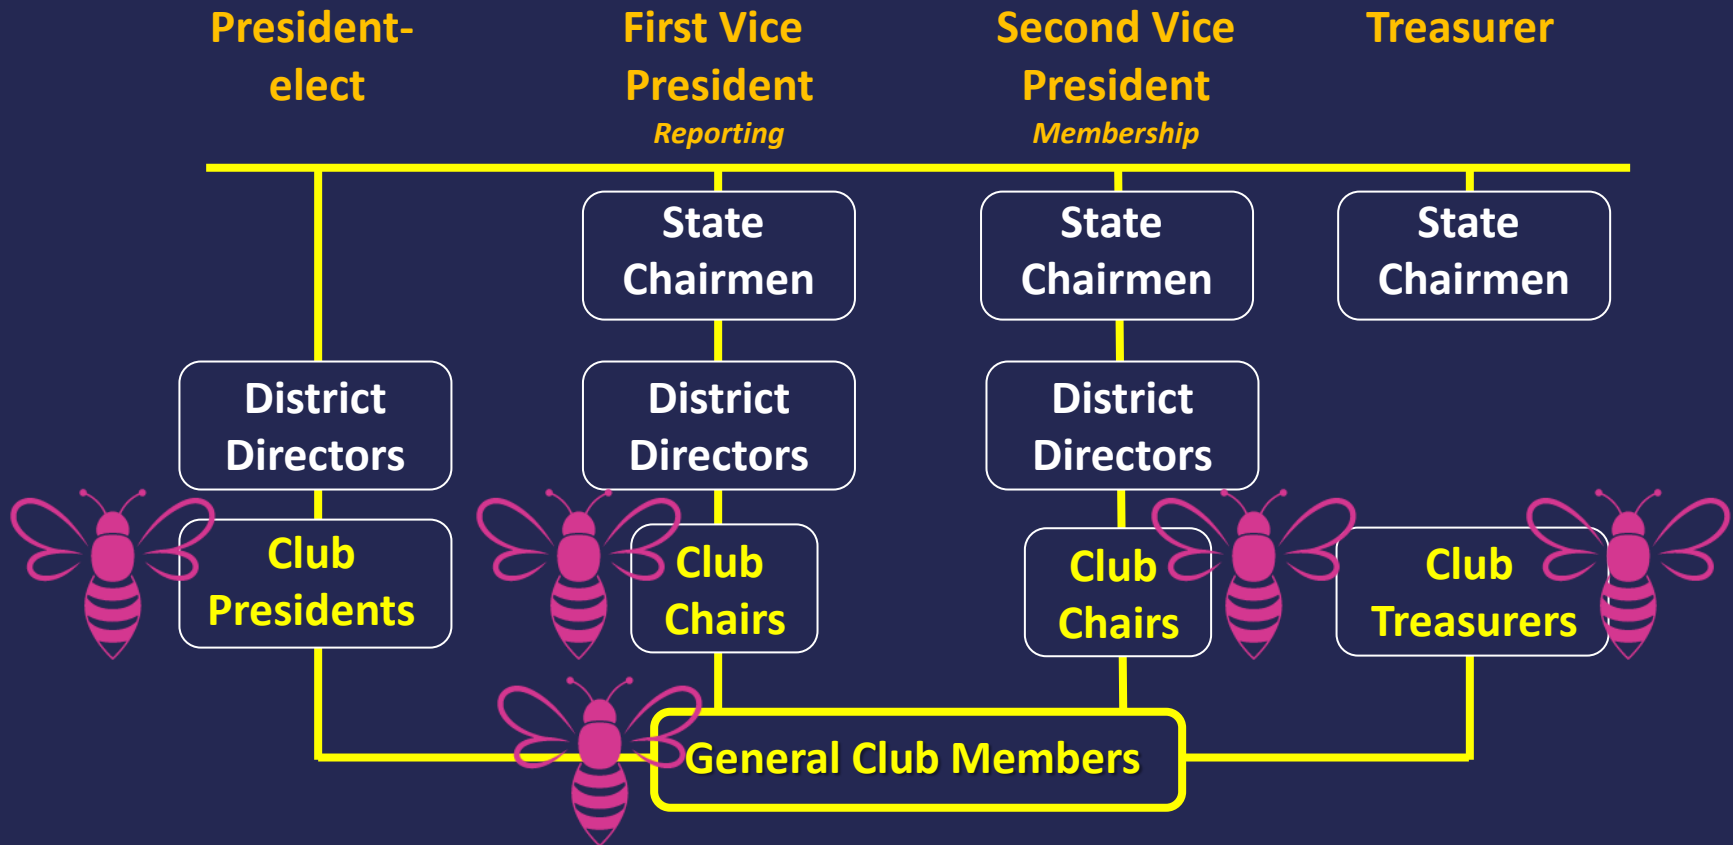 President-
elect
First Vice
President
Reporting
Second Vice
President
Membership
Treasurer
State
Chairmen
State
Chairmen
State
Chairmen
District
Directors
District
Directors
District
Directors
Club
Presidents
Club
Chairs
Club
Chairs
Club
Treasurers
General Club Members